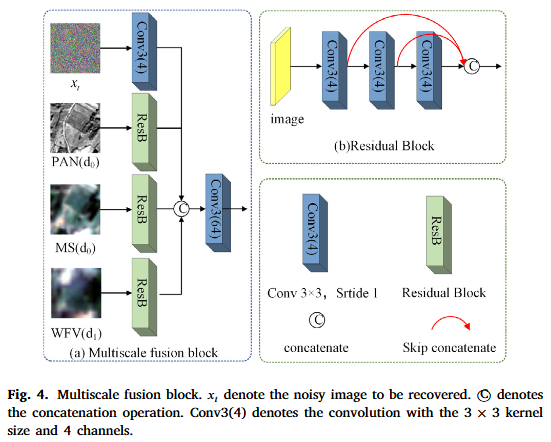 Conv3(4)
X_t
ResB
PAN(d₀)
ResB
MS(d₀)
ResB
WFV(d₁)
C
Conv3(64)
(a) Multiscale fusion block
image
Conv3(4)
Conv3(4)
Conv3(4)
C
(b)Residual Block
Conv3(4)
ResB
Conv 3×3, Srtide 1
Residual Block
C
concatenate
Skip concatenate
Fig. 4. Multiscale fusion block. x_t denote the noisy image to be recovered. Ⓒ denotes
the concatenation operation. Conv3(4) denotes the convolution with the 3 × 3 kernel
size and 4 channels.